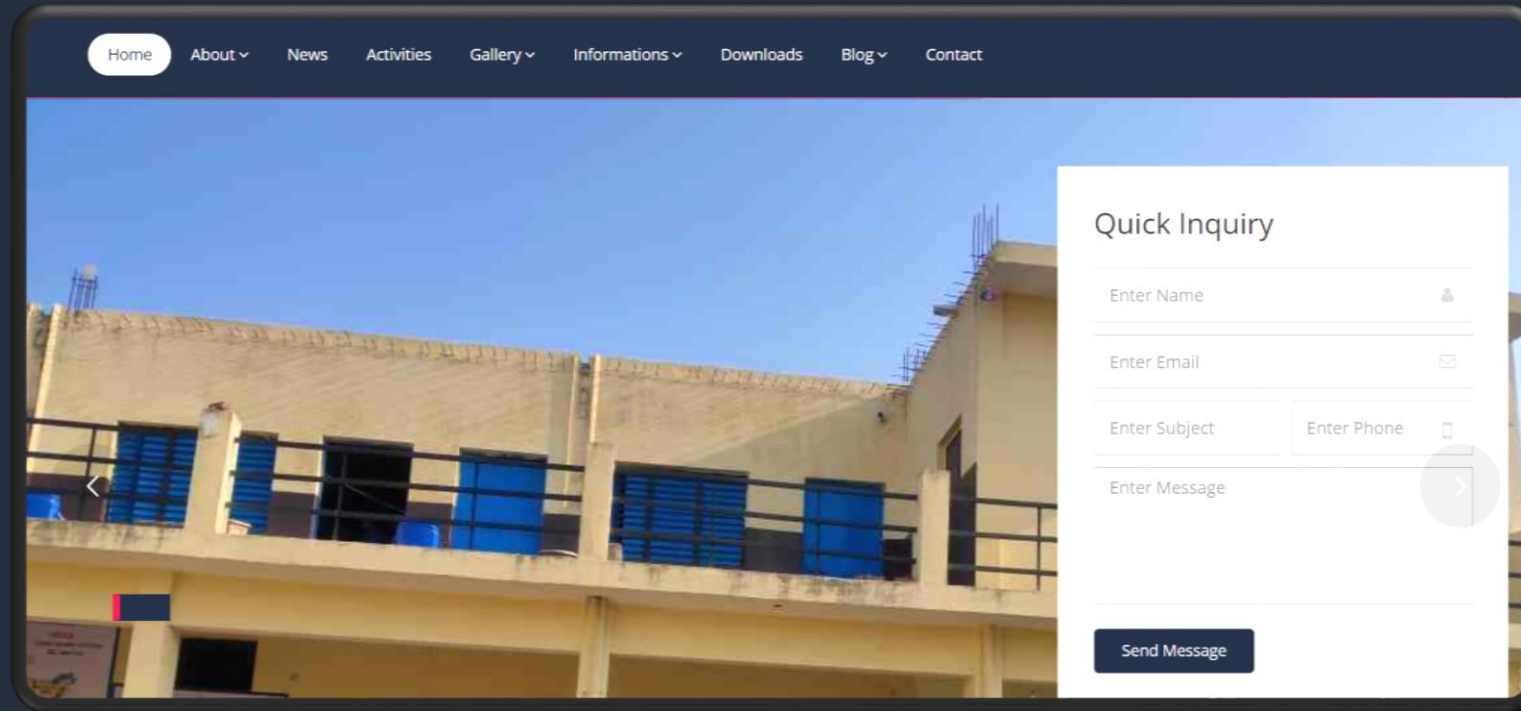 Home About News Activities Gallery Informations Downloads Blog Contact
Quick Inquiry
Enter Name
Enter Email
Enter Subject Enter Phone
Enter Message
Send Message